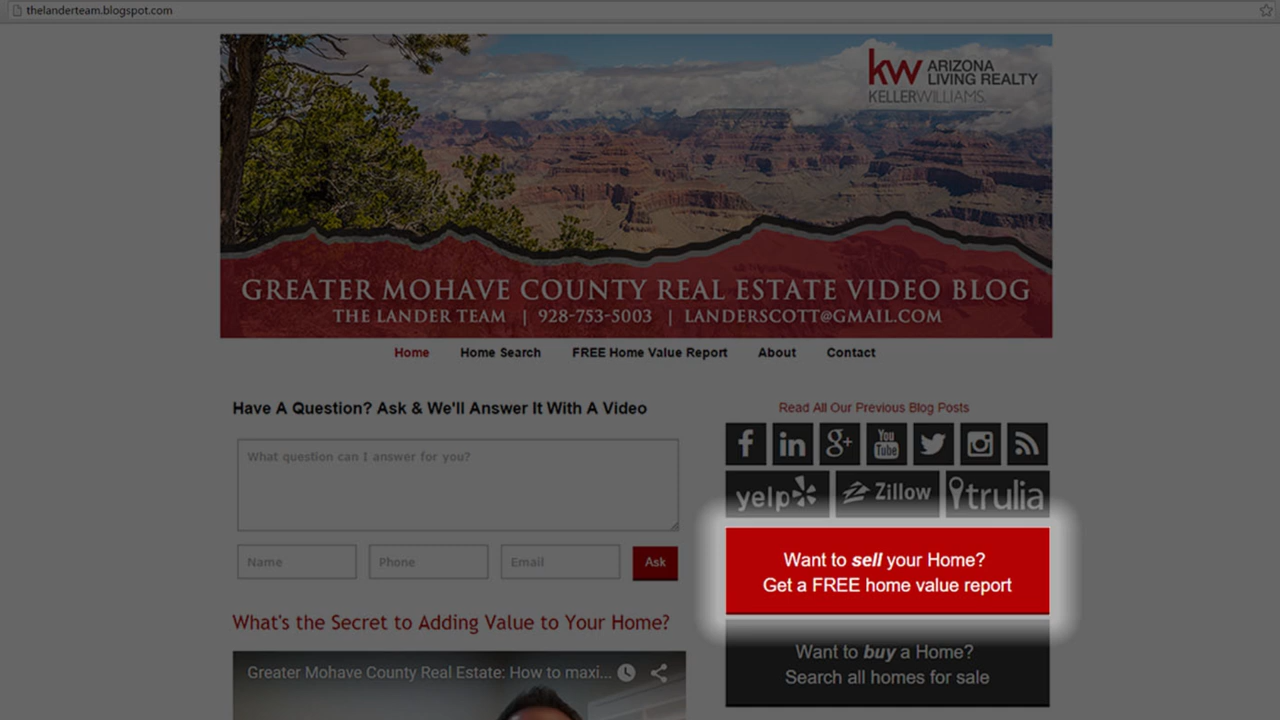 thelanderteam.blogspot.com
kw ARIZONA
LIVING REALTY
KELLERWILLIAMS.
GREATER MOHAVE COUNTY REAL ESTATE VIDEO BLOG
THE LANDER TEAM | 928-753-5003 | LANDERSCOTT@GMAIL.COM
Home Home Search FREE Home Value Report About Contact
Have A Question? Ask & We'll Answer It With A Video
What question can I answer for you?
Name Phone Email Ask
What's the Secret to Adding Value to Your Home?
Greater Mohave County Real Estate: How to maxi...
Read All Our Previous Blog Posts
f in g+ You Tube
yelp Zillow trulia
Want to sell your Home?
Get a FREE home value report
Want to buy a Home?
Search all homes for sale